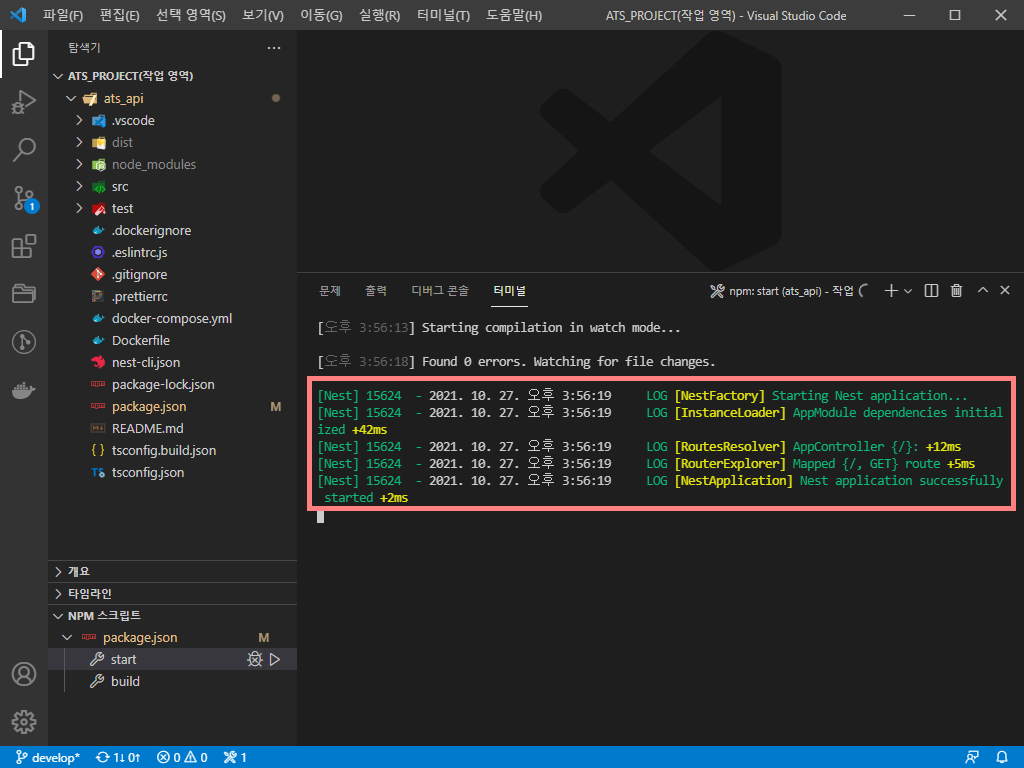 파일(F) 편집(E) 선택 영역(S) 보기(V) 이동(G) 실행(R) 터미널(T) 도움말(H) ATS_PROJECT(작업 영역) - Visual Studio Code
탐색기
ATS_PROJECT(작업 영역)
ats_api
.vscode
dist
node_modules
src
test
.dockerignore
.eslintrc.js
.gitignore
.prettierrc
docker-compose.yml
Dockerfile
nest-cli.json
package-lock.json
package.json M
README.md
tsconfig.build.json
tsconfig.json
개요
타임라인
NPM 스크립트
package.json M
start
build
1
문제 출력 디버그 콘솔 터미널 npm: start (ats_api) - 작업
[오후 3:56:13] Starting compilation in watch mode...
[오후 3:56:18] Found 0 errors. Watching for file changes.
[Nest] 15624 - 2021. 10. 27. 오후 3:56:19 LOG [NestFactory] Starting Nest application...
[Nest] 15624 - 2021. 10. 27. 오후 3:56:19 LOG [InstanceLoader] AppModule dependencies initial
ized +42ms
[Nest] 15624 - 2021. 10. 27. 오후 3:56:19 LOG [RoutesResolver] AppController {/}: +12ms
[Nest] 15624 - 2021. 10. 27. 오후 3:56:19 LOG [RouterExplorer] Mapped {/, GET} route +5ms
[Nest] 15624 - 2021. 10. 27. 오후 3:56:19 LOG [NestApplication] Nest application successfully
started +2ms
develop* 1↓ 0↑ 0 0 1